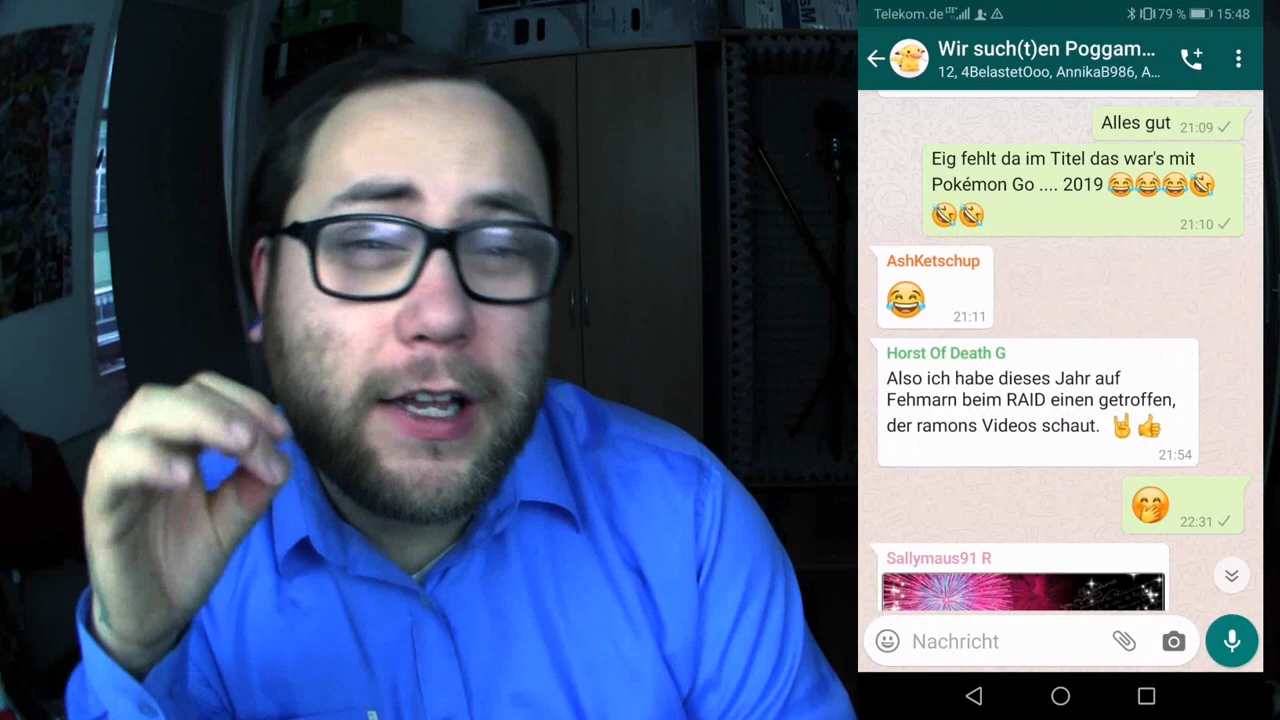 Telekom.de LTE 79 % 15:48
Wir such(t)en Poggam...
12, 4BelastetOoo, AnnikaB986, A...
Alles gut 21:09
Eig fehlt da im Titel das war's mit
Pokémon Go .... 2019 😂😂😂🤣
🤣🤣
21:10
AshKetschup
😂
21:11
Horst Of Death G
Also ich habe dieses Jahr auf
Fehmarn beim RAID einen getroffen,
der ramons Videos schaut. 🤘👍
21:54
🤭 22:31
Sallymaus91 R
Nachricht